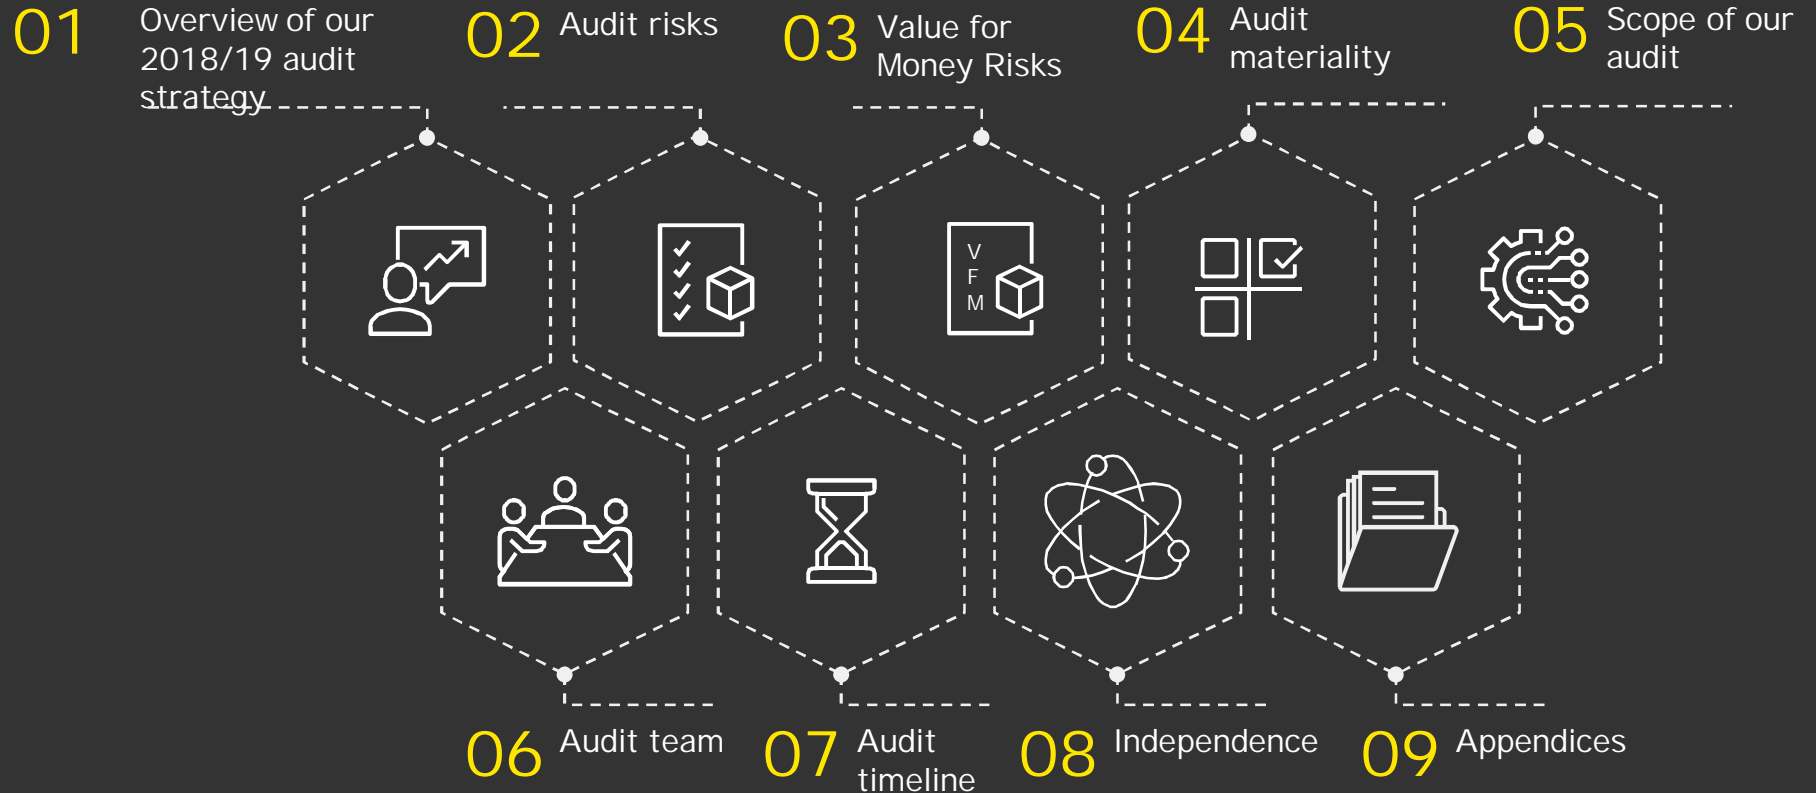 01
Overview of our
2018/19 audit
strategy
02
Audit risks
03
Value for
Money Risks
04
Audit
materiality
05
Scope of our
audit
V
F
M
06
Audit team
07
Audit
timeline
08
Independence
09
Appendices